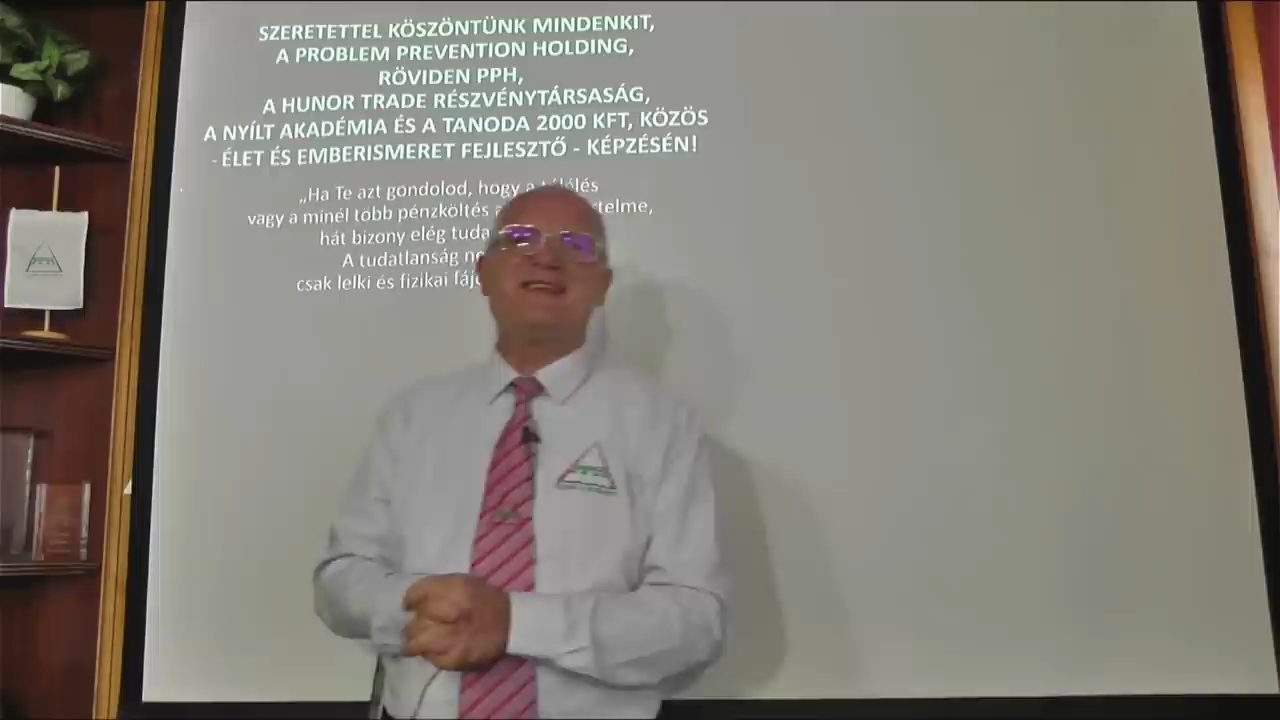 SZERETETTEL KÖSZÖNTÜNK MINDENKIT,
A PROBLEM PREVENTION HOLDING,
RÖVIDEN PPH,
A HUNOR TRADE RÉSZVÉNYTÁRSASÁG,
A NYÍLT AKADÉMIA ÉS A TANODA 2000 KFT, KÖZÖS
- ÉLET ÉS EMBERISMERET FEJLESZTŐ - KÉPZÉSÉN!
„Ha Te azt gondolod, hogy a
vagy a minél több pénzköltés
hát bizony elég
A tudatlanság
csak lelki és fizikai